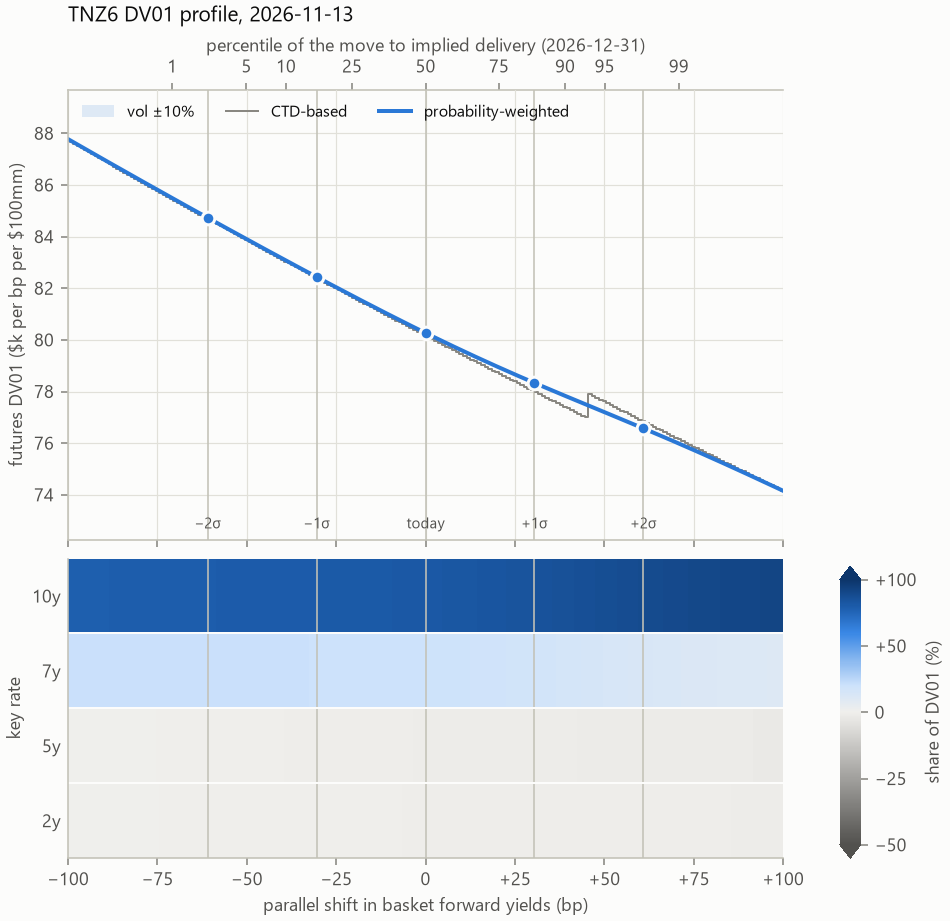 TNZ6 DV01 profile, 2026-11-13
percentile of the move to implied delivery (2026-12-31)
1 5 10 25 50 75 90 95 99
vol ±10% CTD-based probability-weighted
futures DV01 ($k per bp per $100mm)
88
86
84
82
80
78
76
74
−2σ −1σ today +1σ +2σ
key rate
10y
7y
5y
2y
−100 −75 −50 −25 0 +25 +50 +75 +100
parallel shift in basket forward yields (bp)
+100
+50
0
−25
−50
share of DV01 (%)